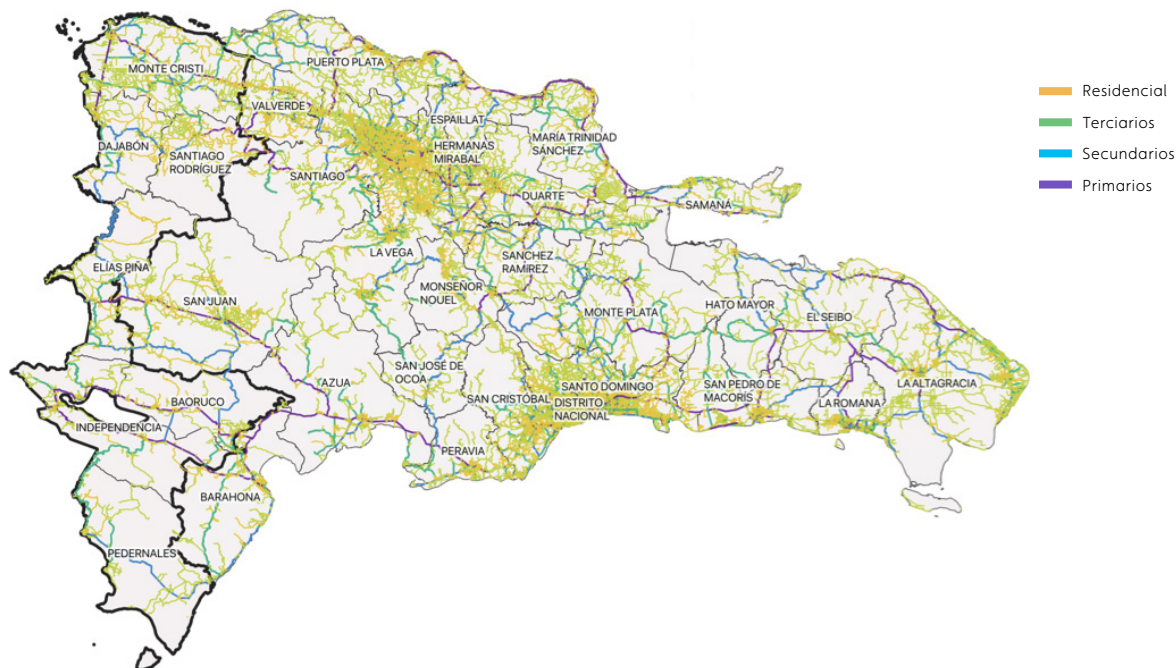 PUERTO PLATA
MONTE CRISTI
VALVERDE
ESPAILLAT
MARÍA TRINIDAD
SÁNCHEZ
DAJABÓN
HERMANAS
MIRABAL
SANTIAGO
RODRÍGUEZ
SANTIAGO
DUARTE
SAMANÁ
LA VEGA
SANCHEZ
RAMÍREZ
ELÍAS PIÑA
SAN JUAN
MONSEÑOR
NOUEL
MONTE PLATA
HATO MAYOR
EL SEIBO
SAN JOSÉ DE
OCOA
AZUA
SANTO DOMINGO
SAN PEDRO DE
MACORÍS
LA ALTAGRACIA
BAORUCO
SAN CRISTÓBAL
DISTRITO
NACIONAL
LA ROMANA
INDEPENDENCIA
PERAVIA
BARAHONA
PEDERNALES
Residencial
Terciarios
Secundarios
Primarios